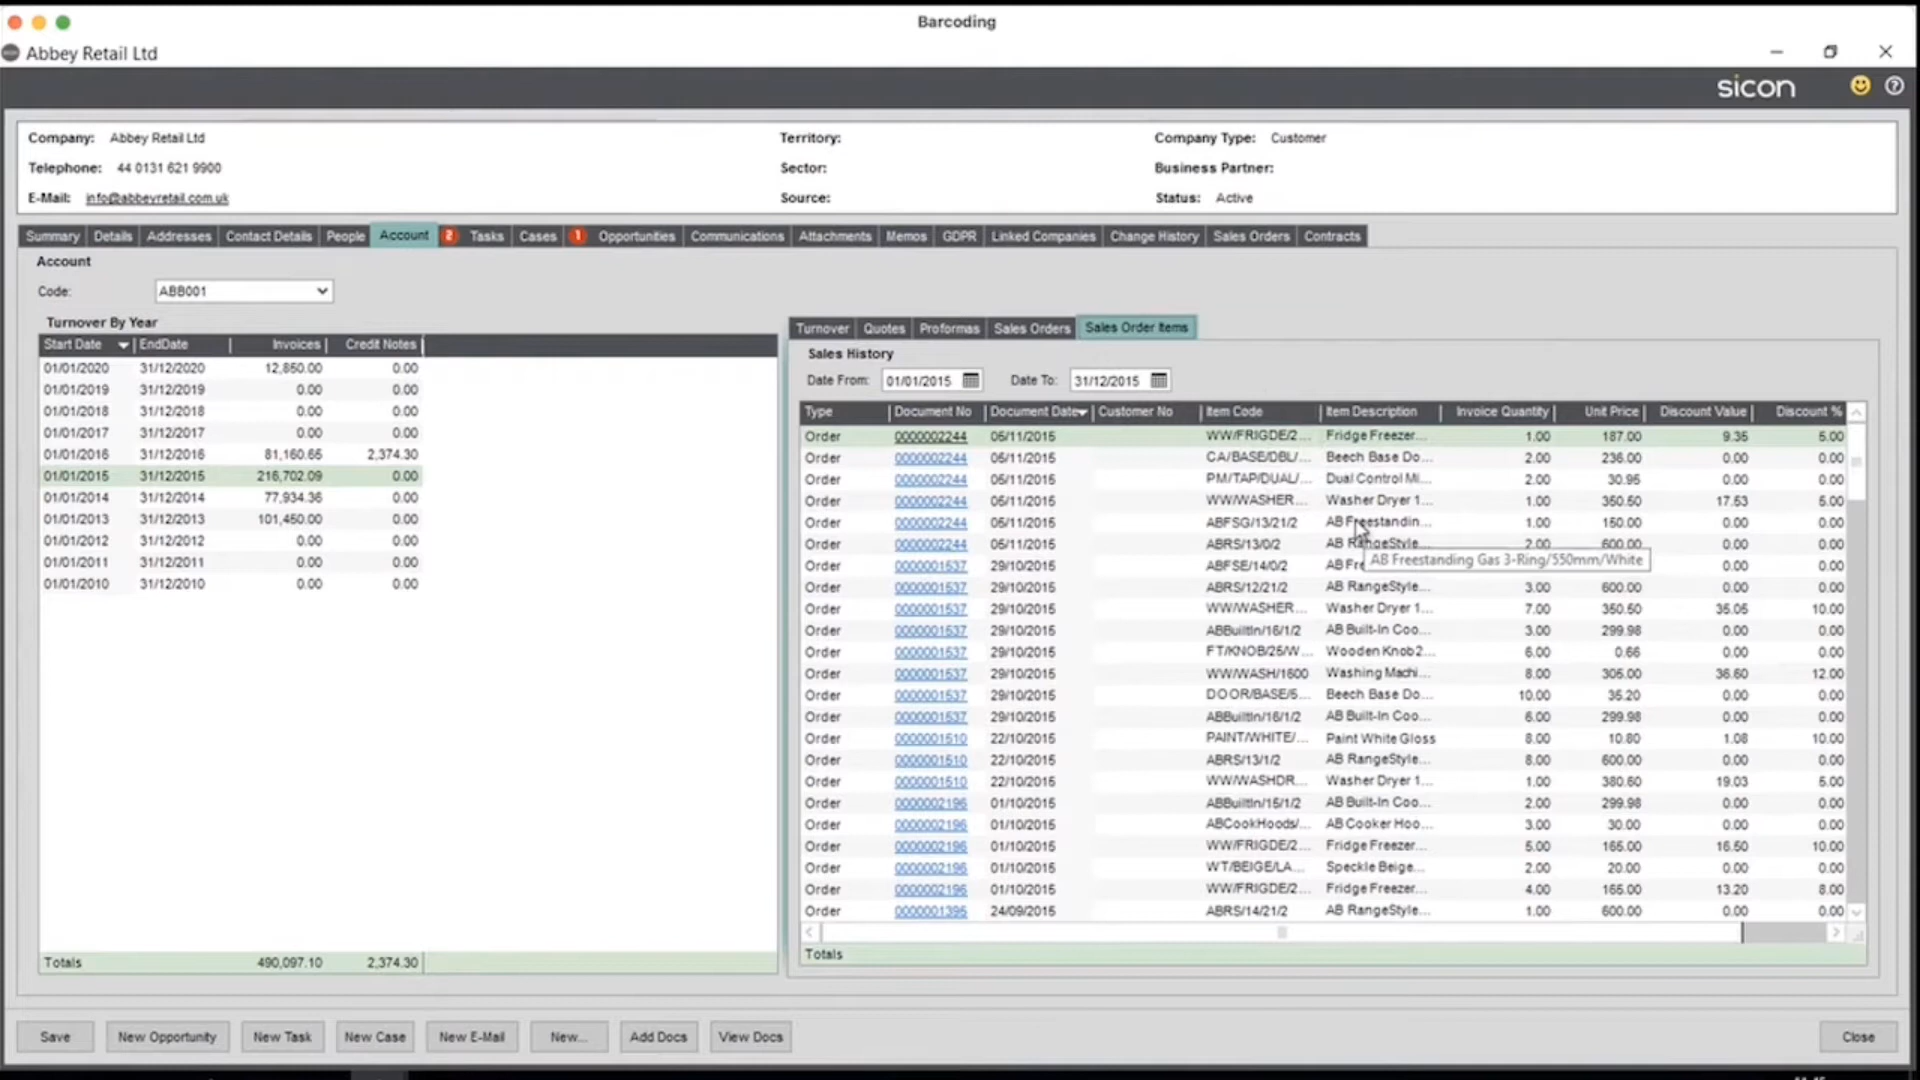 Barcoding
Abbey Retail Ltd
sicon
Company: Abbey Retail Ltd Territory: Company Type: Customer
Telephone: 44 0131 621 9900 Sector: Business Partner:
E-Mail: info@abbeyretail.com.uk Source: Status: Active
Summary Details Addresses Contact Details People Account 2 Tasks Cases 1 Opportunities Communications Attachments Memos GDPR Linked Companies Change History Sales Orders Contracts
Account
Code: ABB001
Turnover By Year
Start Date EndDate Invoices Credit Notes
01/01/2020 31/12/2020 12,850.00 0.00
01/01/2019 31/12/2019 0.00 0.00
01/01/2018 31/12/2018 0.00 0.00
01/01/2017 31/12/2017 0.00 0.00
01/01/2016 31/12/2016 81,160.65 2,374.30
01/01/2015 31/12/2015 216,702.09 0.00
01/01/2014 31/12/2014 77,934.36 0.00
01/01/2013 31/12/2013 101,450.00 0.00
01/01/2012 31/12/2012 0.00 0.00
01/01/2011 31/12/2011 0.00 0.00
01/01/2010 31/12/2010 0.00 0.00
Totals 490,097.10 2,374.30
Turnover Quotes Proformas Sales Orders Sales Order Items
Sales History
Date From: 01/01/2015 Date To: 31/12/2015
Type Document No Document Date Customer No Item Code Item Description Invoice Quantity Unit Price Discount Value Discount %
Order 0000002244 05/11/2015 WW/FRIGDE/2... Fridge Freezer... 1.00 187.00 9.35 5.00
Order 0000002244 05/11/2015 CA/BASE/DBL/... Beech Base Do... 2.00 236.00 0.00 0.00
Order 0000002244 05/11/2015 PM/TAP/DUAL/... Dual Control Mi... 2.00 30.95 0.00 0.00
Order 0000002244 05/11/2015 WW/WASHER... Washer Dryer 1... 1.00 350.50 17.53 5.00
Order 0000002244 05/11/2015 ABFSG/13/21/2 AB Freestandin... 1.00 150.00 0.00 0.00
Order 0000002244 05/11/2015 ABRS/13/0/2 AB RangeStyle... 2.00 600.00 0.00 0.00
AB Freestanding Gas 3-Ring/550mm/White
Order 0000001537 29/10/2015 ABFSE/14/0/2 AB Fre 0.00 0.00
Order 0000001537 29/10/2015 ABRS/12/21/2 AB RangeStyle... 3.00 600.00 0.00 0.00
Order 0000001537 29/10/2015 WW/WASHER... Washer Dryer 1... 7.00 350.50 35.05 10.00
Order 0000001537 29/10/2015 ABBuiltIn/16/1/2 AB Built-In Coo... 3.00 299.98 0.00 0.00
Order 0000001537 29/10/2015 FT/KNOB/25/W... Wooden Knob2... 6.00 0.66 0.00 0.00
Order 0000001537 29/10/2015 WW/WASH/1600 Washing Machi... 8.00 305.00 36.60 12.00
Order 0000001537 29/10/2015 DOOR/BASE/5... Beech Base Do... 10.00 35.20 0.00 0.00
Order 0000001537 29/10/2015 ABBuiltIn/16/1/2 AB Built-In Coo... 6.00 299.98 0.00 0.00
Order 0000001510 22/10/2015 PAINT/WHITE/... Paint White Gloss 8.00 10.80 1.08 10.00
Order 0000001510 22/10/2015 ABRS/13/1/2 AB RangeStyle... 8.00 600.00 0.00 0.00
Order 0000001510 22/10/2015 WW/WASHDR... Washer Dryer 1... 1.00 380.60 19.03 5.00
Order 0000002196 01/10/2015 ABBuiltIn/15/1/2 AB Built-In Coo... 2.00 299.98 0.00 0.00
Order 0000002196 01/10/2015 ABCookHoods/... AB Cooker Hoo... 3.00 30.00 0.00 0.00
Order 0000002196 01/10/2015 WW/FRIGDE/2... Fridge Freezer... 5.00 165.00 16.50 10.00
Order 0000002196 01/10/2015 WT/BEIGE/LA... Speckle Beige... 2.00 20.00 0.00 0.00
Order 0000002196 01/10/2015 WW/FRIGDE/2... Fridge Freezer... 4.00 165.00 13.20 8.00
Order 0000001395 24/09/2015 ABRS/14/21/2 AB RangeStyle... 1.00 600.00 0.00 0.00
Totals
Save New Opportunity New Task New Case New E-Mail New... Add Docs View Docs Close